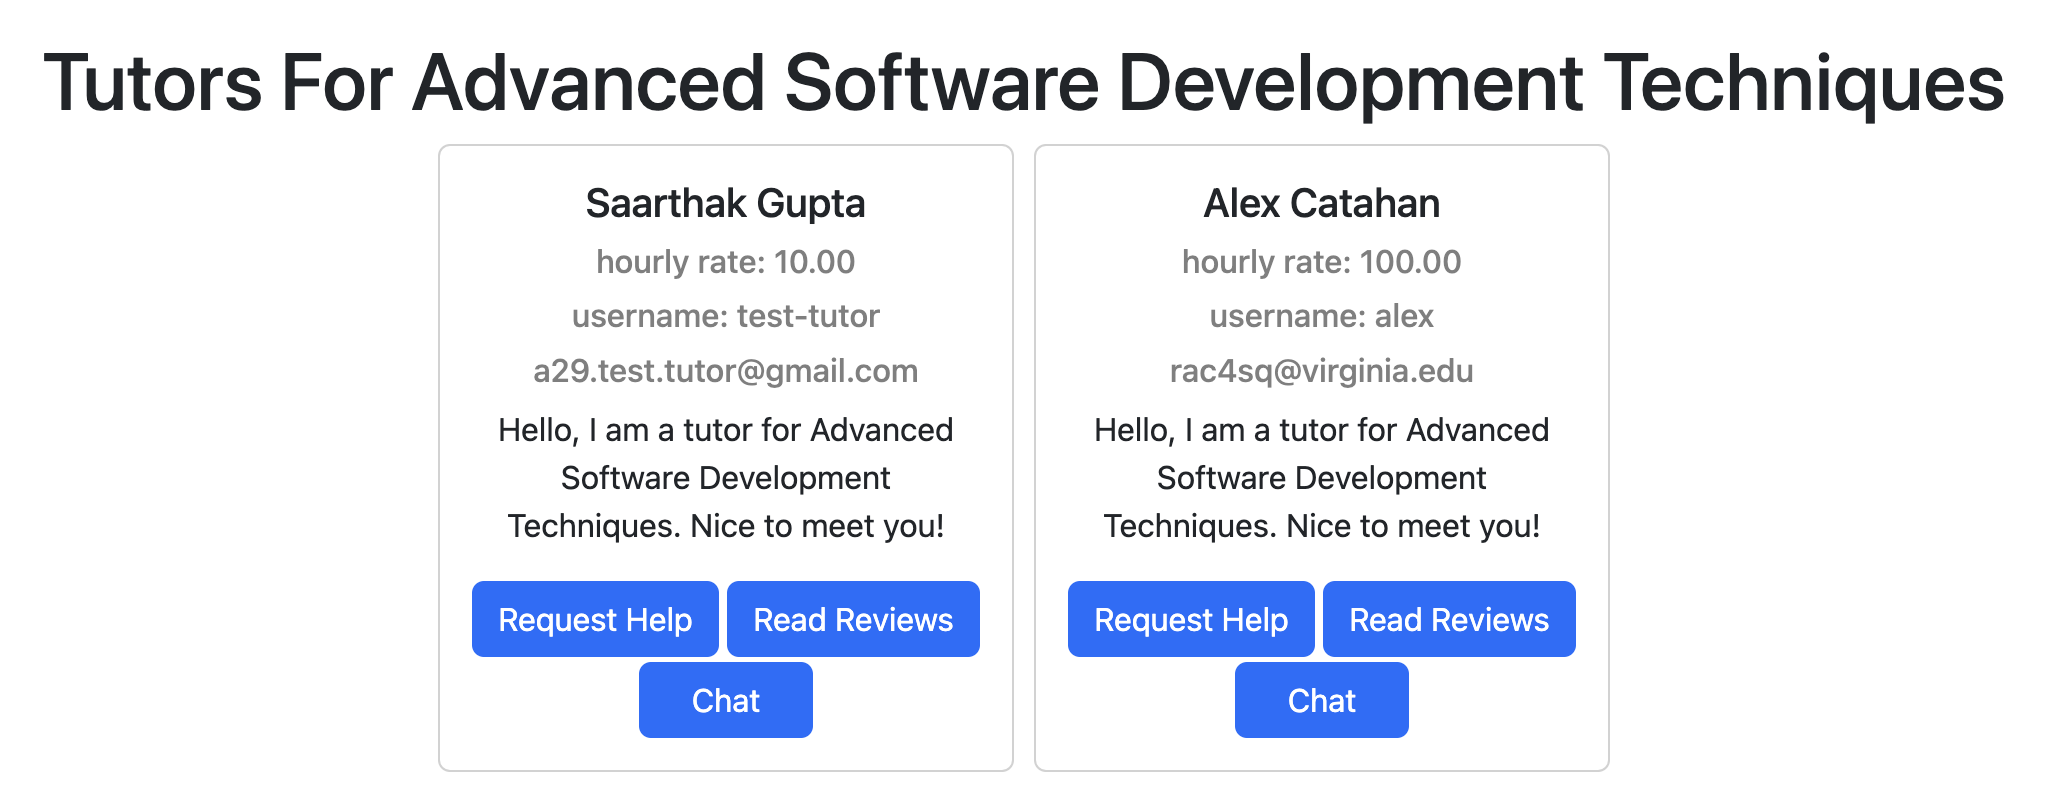 Tutors For Advanced Software Development Techniques
Saarthak Gupta
hourly rate: 10.00
username: test-tutor
a29.test.tutor@gmail.com
Hello, I am a tutor for Advanced
Software Development
Techniques. Nice to meet you!
Request Help
Read Reviews
Chat
Alex Catahan
hourly rate: 100.00
username: alex
rac4sq@virginia.edu
Hello, I am a tutor for Advanced
Software Development
Techniques. Nice to meet you!
Request Help
Read Reviews
Chat